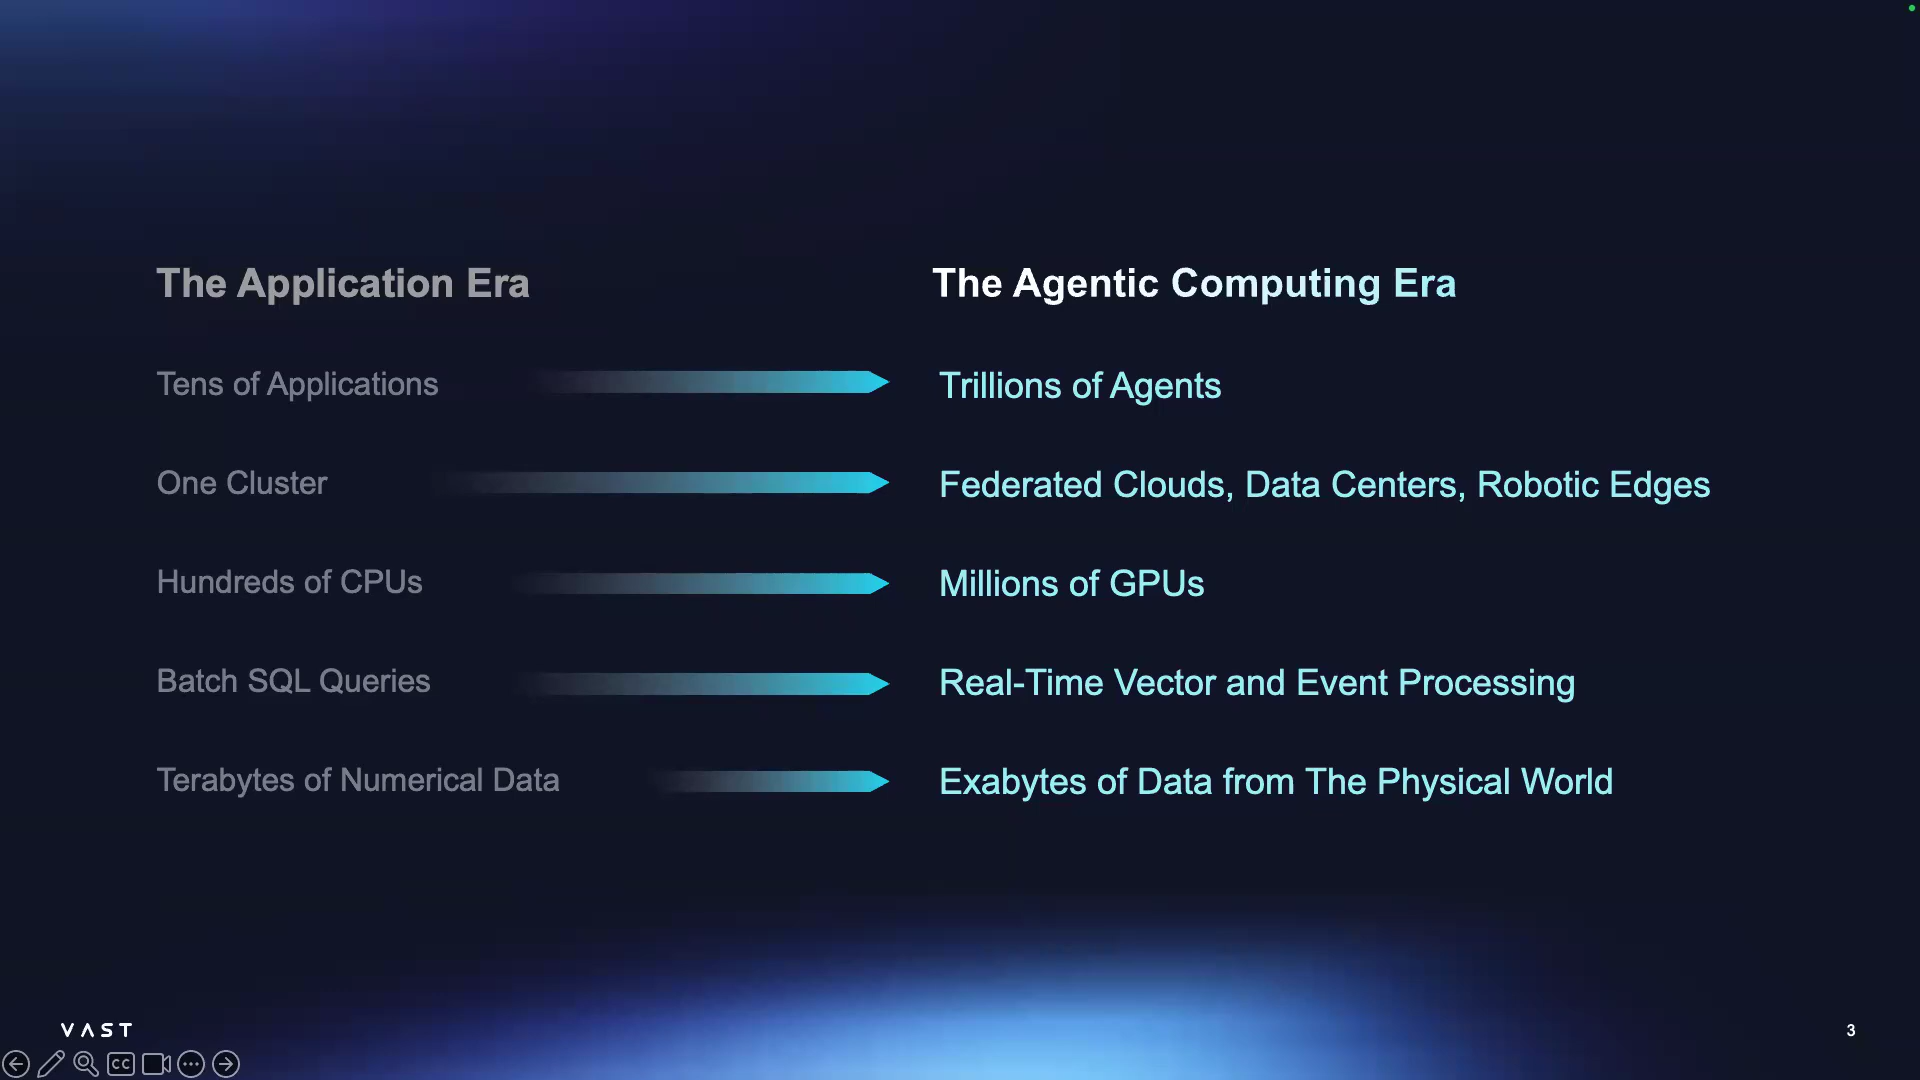 The Application Era
The Agentic Computing Era
Tens of Applications
Trillions of Agents
One Cluster
Federated Clouds, Data Centers, Robotic Edges
Hundreds of CPUs
Millions of GPUs
Batch SQL Queries
Real-Time Vector and Event Processing
Terabytes of Numerical Data
Exabytes of Data from The Physical World
VAST
3
CC